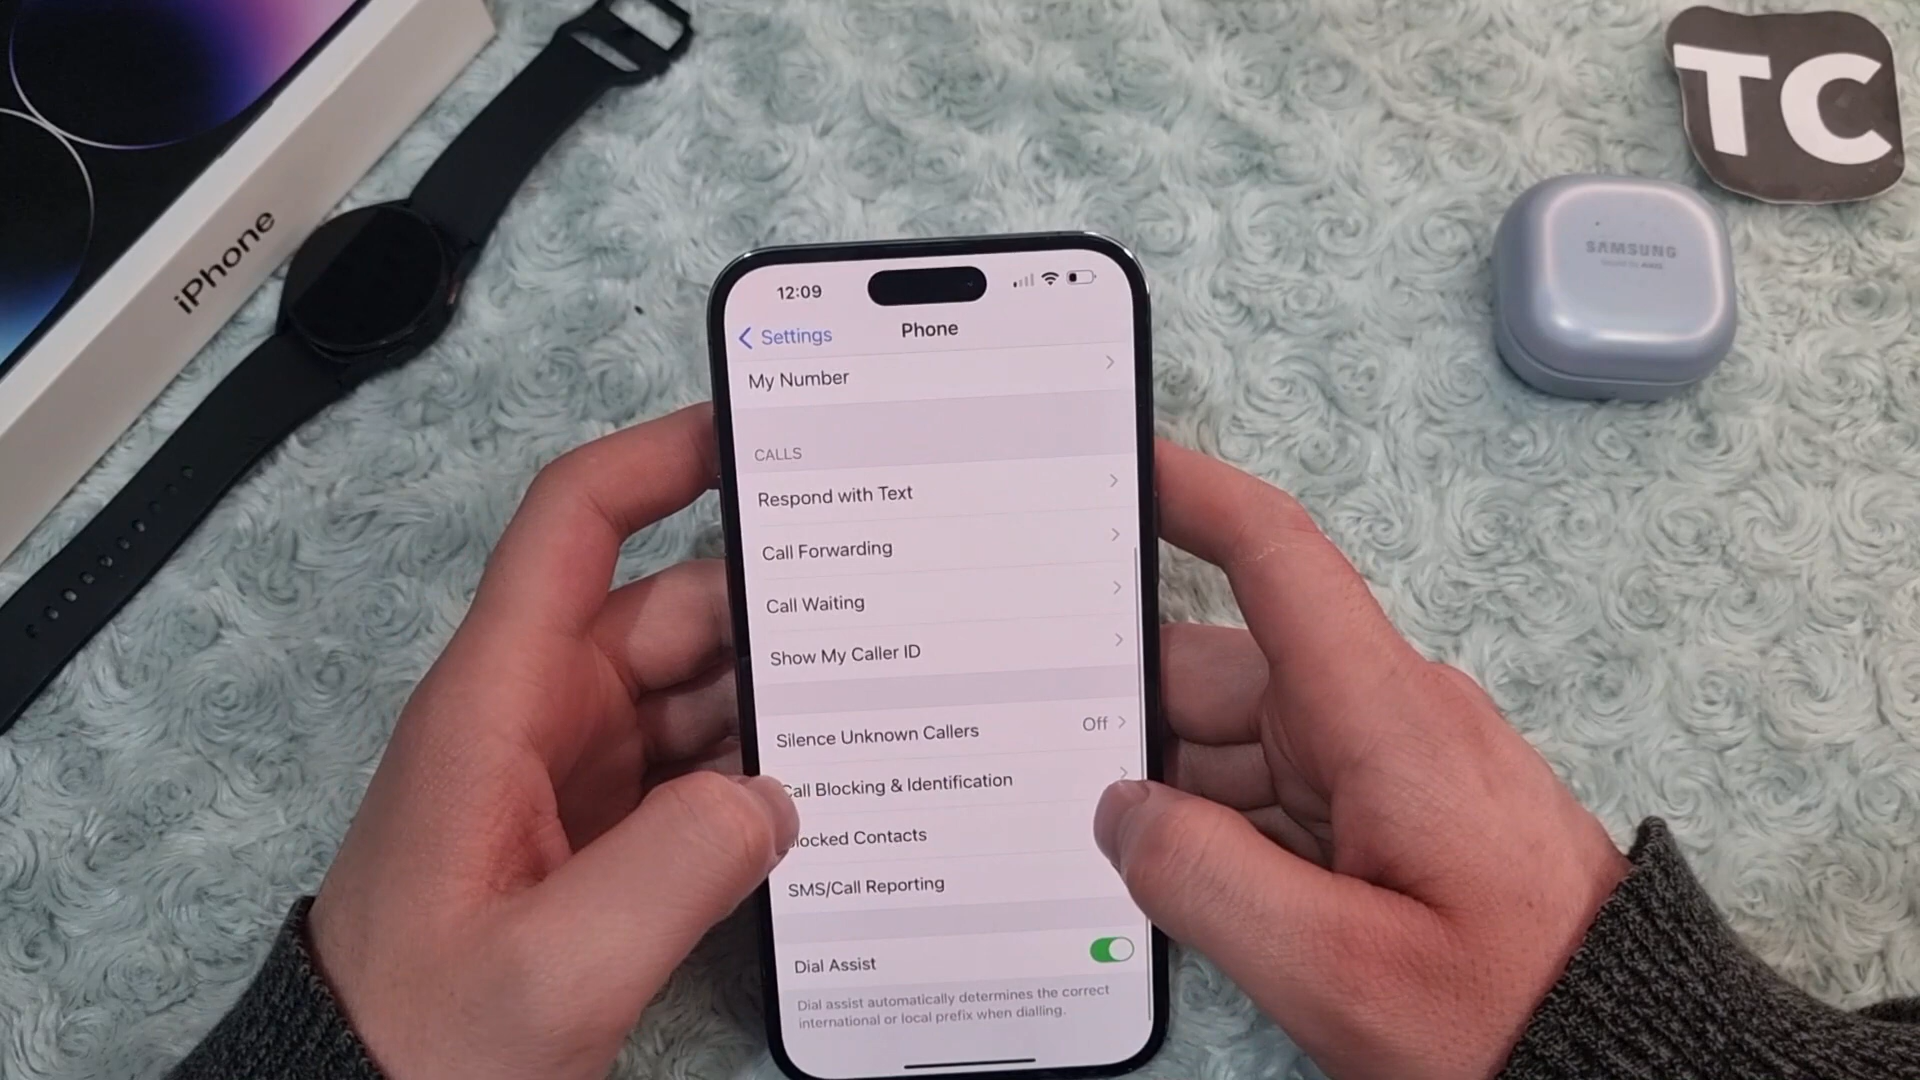 iPhone
TC
SAMSUNG
12:09
Settings
Phone
My Number
CALLS
Respond with Text
Call Forwarding
Call Waiting
Show My Caller ID
Silence Unknown Callers Off
Call Blocking & Identification
locked Contacts
SMS/Call Reporting
Dial Assist
Dial assist automatically determines the correct
international or local prefix when dialling.